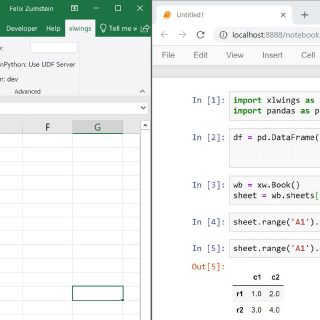 Felix Zumstein
Developer Help xlwings Tell me w
e:
nPython: Use UDF Server
n: dev
Advanced
F G
Untitled1
localhost:8888/notebook
File Edit View Insert Cell
In [1]: import xlwings as
import pandas as p
In [2]: df = pd.DataFrame(
In [3]: wb = xw.Book()
sheet = wb.sheets[
In [4]: sheet.range('A1').
In [5]: sheet.range('A1').
Out[5]:
c1 c2
r1 1.0 2.0
r2 3.0 4.0